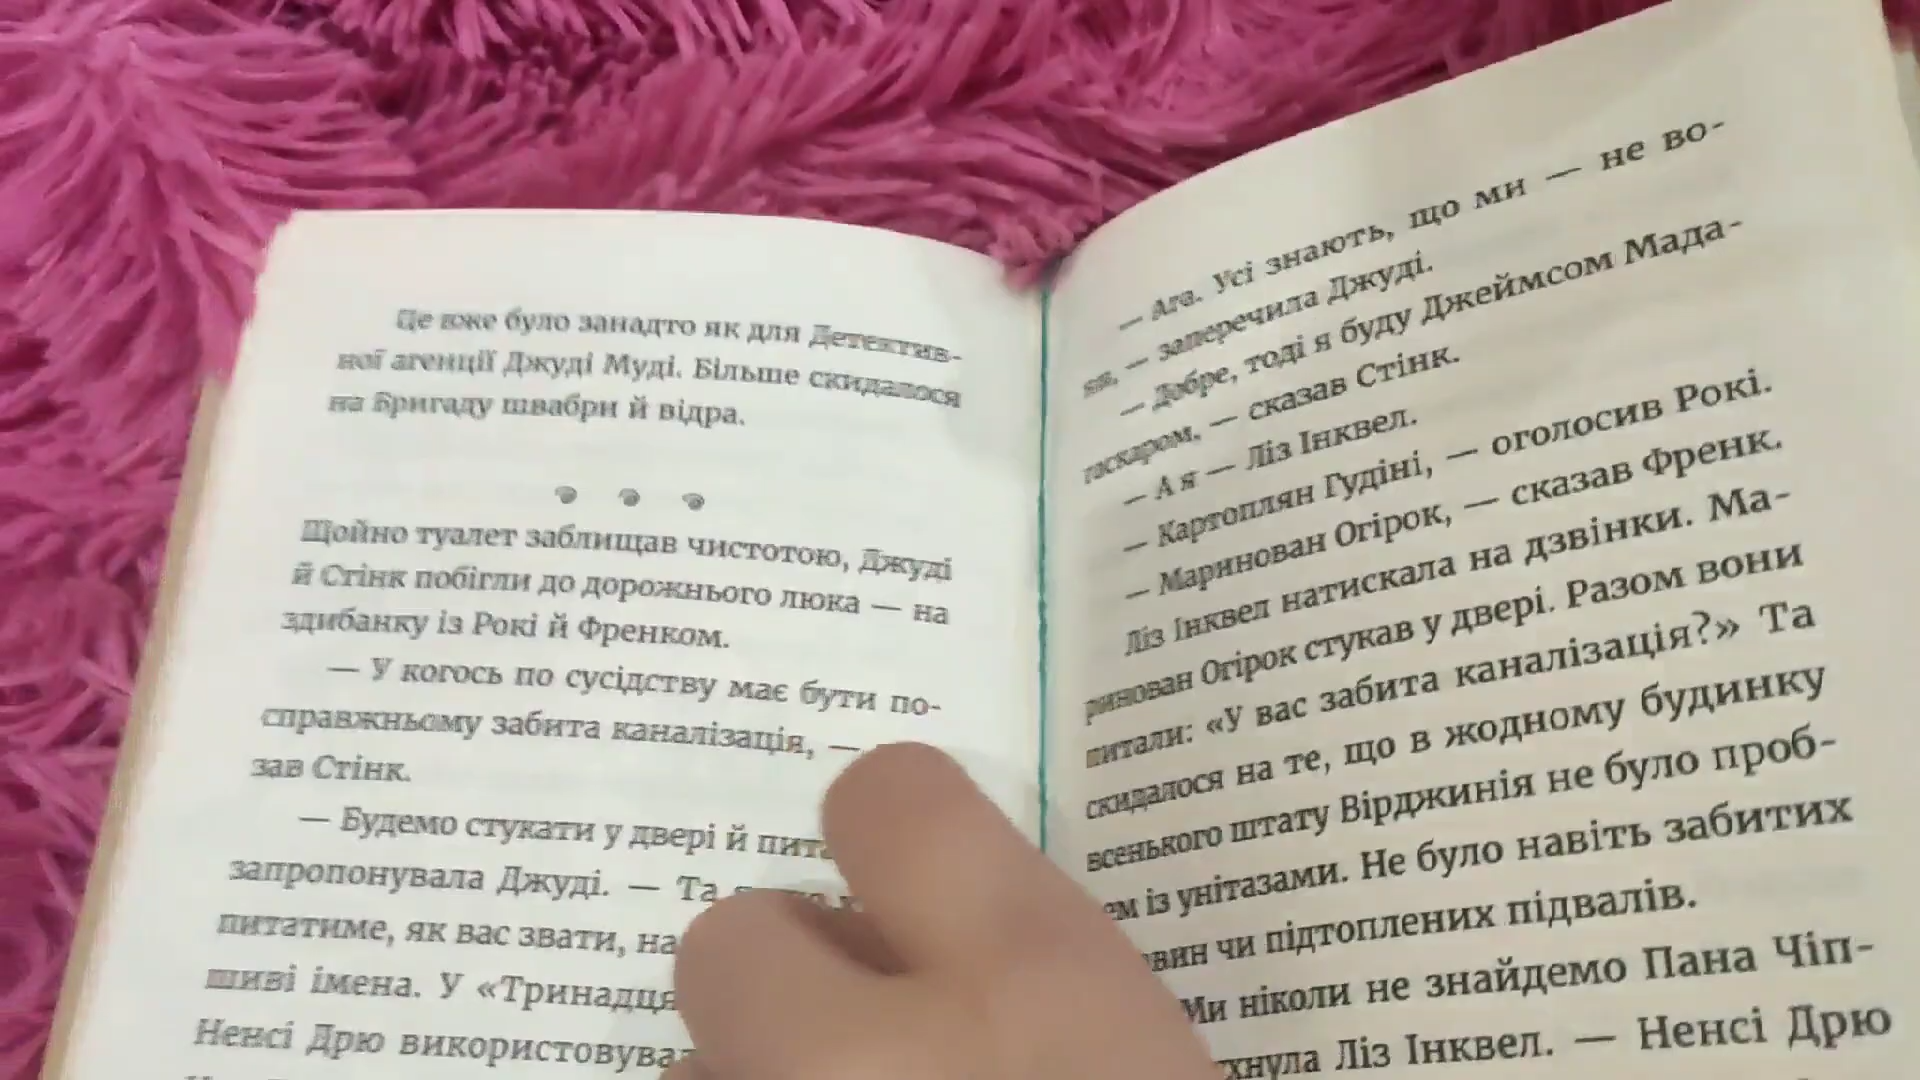 Це вже було занадто як для Детектив-
ної агенції Джуді Муді. Більше скидалося
на Бригаду швабри й відра.
Щойно туалет заблищав чистотою, Джуді
й Стінк побігли до дорожнього люка — на
здибанку із Рокі й Френком.
— У когось по сусідству має бути по-
справжньому забита каналізація, —
зав Стінк.
— Будемо стукати у двері й
запропонувала Джуді. — Та
питатиме, як вас звати,
шиві імена. У
Ненсі Дрю
— Ага. Усі знають, що ми — не во-
ни, — заперечила Джуді.
— Добре, тоді я буду Джеймсом Мада-
гаскаром, — сказав Стінк.
— А я — Ліз Інквел.
— Картоплян Гудіні, — оголосив Рокі.
— Маринован Огірок, — сказав Френк.
Ліз Інквел натискала на дзвінки. Ма-
ринован Огірок стукав у двері. Разом вони
питали: «У вас забита каналізація?» Та
скидалося на те, що в жодному будинку
всенького штату Вірджинія не було проб-
ем із унітазами. Не було навіть забитих
вин чи підтоплених підвалів.
Ми ніколи не знайдемо Пана Чіп-
хнула Ліз Інквел. — Ненсі Дрю